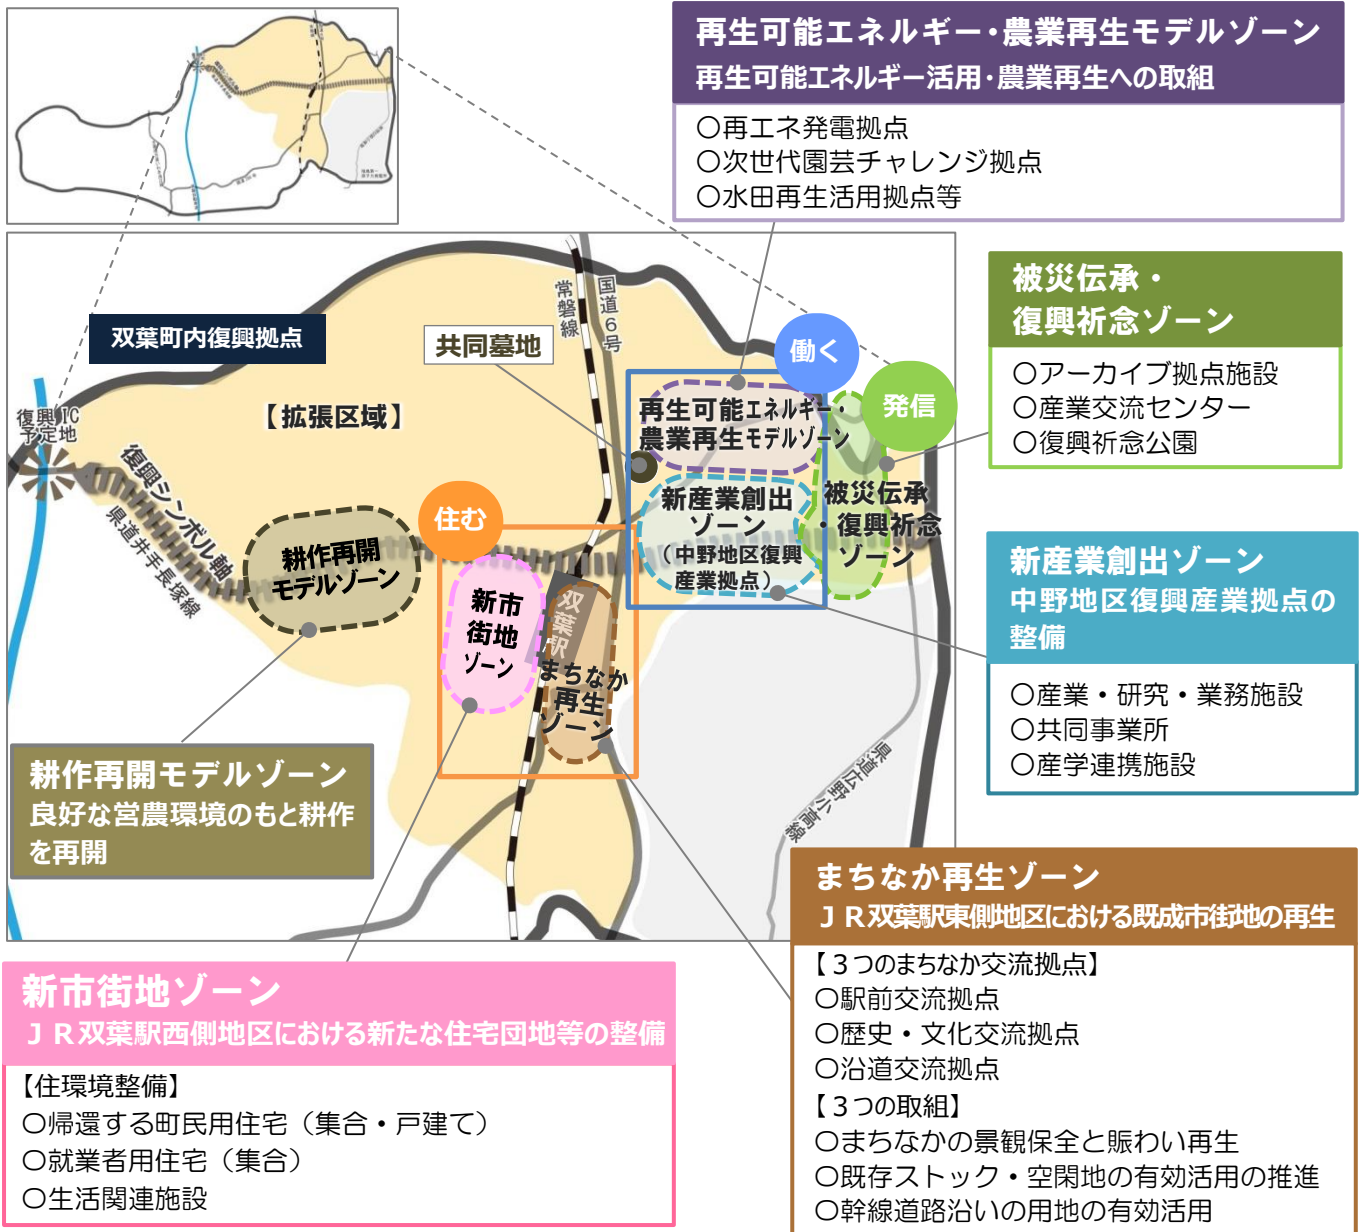 再生可能エネルギー・農業再生モデルゾーン
再生可能エネルギー活用・農業再生への取組
〇再エネ発電拠点
〇次世代園芸チャレンジ拠点
〇水田再生活用拠点等
被災伝承・
復興祈念ゾーン
〇アーカイブ拠点施設
〇産業交流センター
〇復興祈念公園
新産業創出ゾーン
中野地区復興産業拠点の
整備
〇産業・研究・業務施設
〇共同事業所
〇産学連携施設
双葉町内復興拠点
共同墓地
常磐線
国道6号
働く
発信
住む
【拡張区域】
復興IC
予定地
復興シンボル軸
県道井手長塚線
耕作再開
モデルゾーン
再生可能エネルギー・
農業再生モデルゾーン
新産業創出
ゾーン
（中野地区復興
産業拠点）
被災伝承
・復興祈念
ゾーン
新市
街地
ゾーン
双葉駅
まちなか
再生
ゾーン
県道広野小高線
耕作再開モデルゾーン
良好な営農環境のもと耕作
を再開
新市街地ゾーン
ＪＲ双葉駅西側地区における新たな住宅団地等の整備
【住環境整備】
〇帰還する町民用住宅（集合・戸建て）
〇就業者用住宅（集合）
〇生活関連施設
まちなか再生ゾーン
ＪＲ双葉駅東側地区における既成市街地の再生
【３つのまちなか交流拠点】
〇駅前交流拠点
〇歴史・文化交流拠点
〇沿道交流拠点
【３つの取組】
〇まちなかの景観保全と賑わい再生
〇既存ストック・空閑地の有効活用の推進
〇幹線道路沿いの用地の有効活用